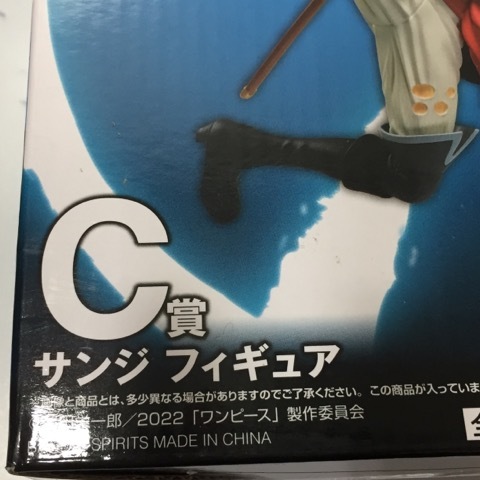 C賞
サンジ フィギュア
画像と商品とは、多少異なる場合がありますのでご了承ください。この商品が入っていま
一郎／2022「ワンピース」製作委員会
SPIRITS MADE IN CHINA
全